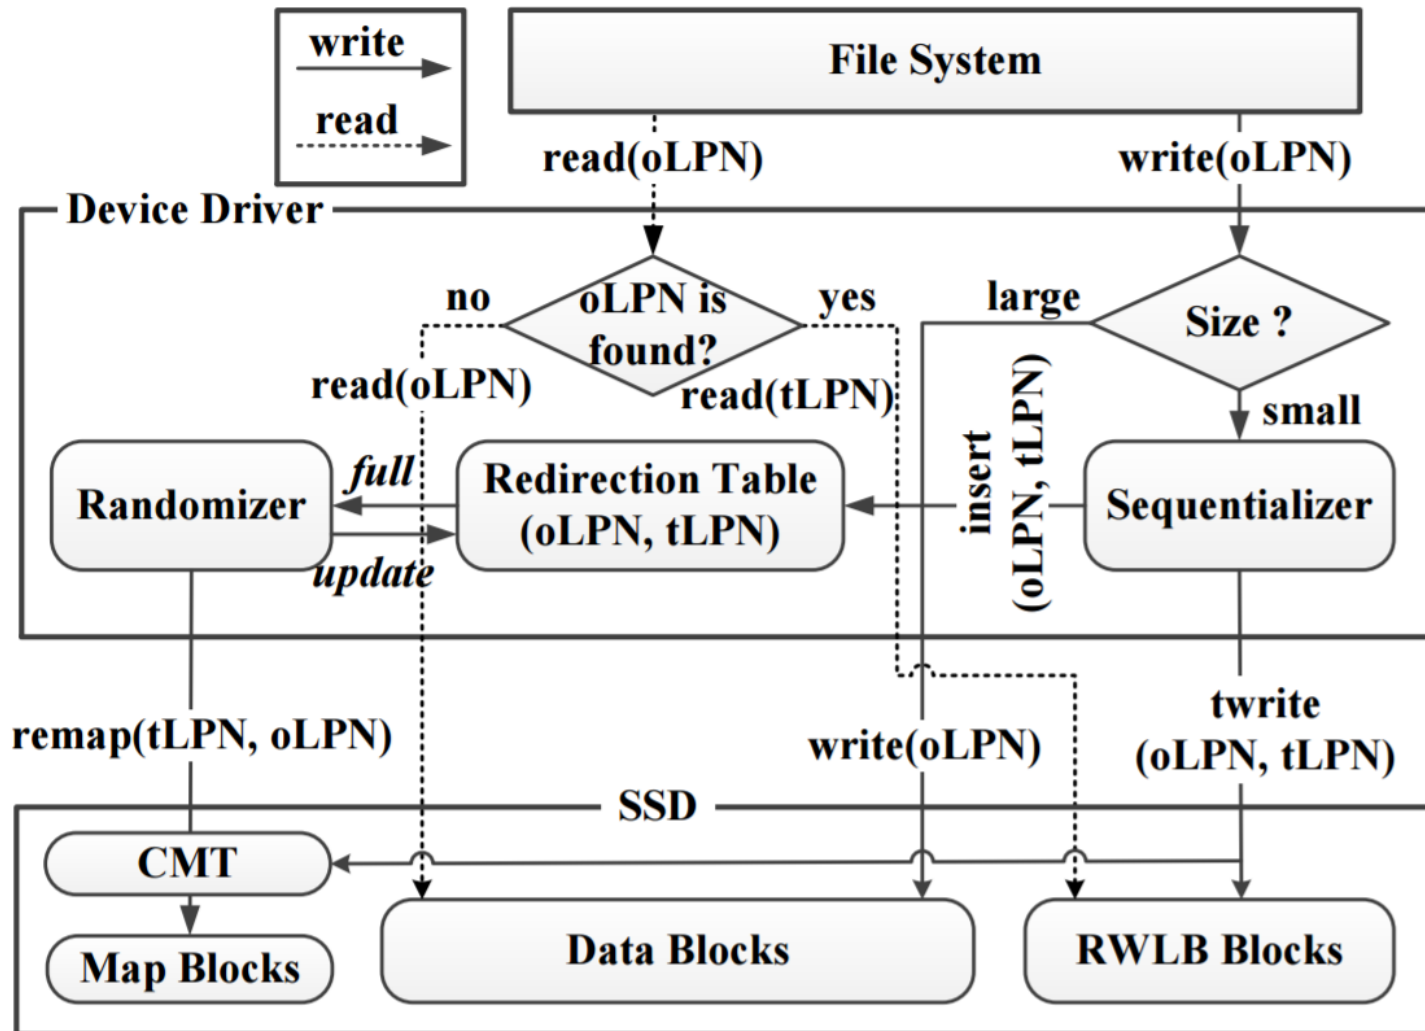 write
read
File System
read(oLPN)
write(oLPN)
Device Driver
no
oLPN is
found?
yes
large
Size ?
read(oLPN)
read(tLPN)
small
insert
(oLPN, tLPN)
Randomizer
full
update
Redirection Table
(oLPN, tLPN)
Sequentializer
remap(tLPN, oLPN)
write(oLPN)
twrite
(oLPN, tLPN)
SSD
CMT
Map Blocks
Data Blocks
RWLB Blocks